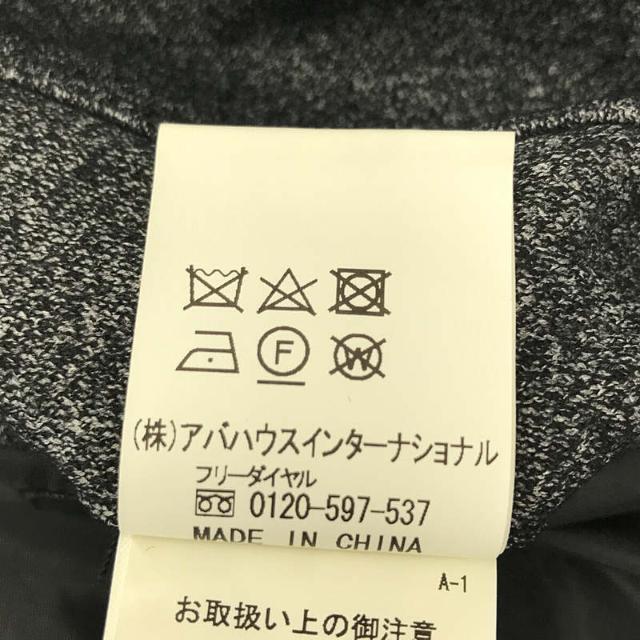 F
W
(株)アバハウスインターナショナル
フリーダイヤル
0120-597-537
MADE IN CHINA
A-1
お取扱い上の御注意